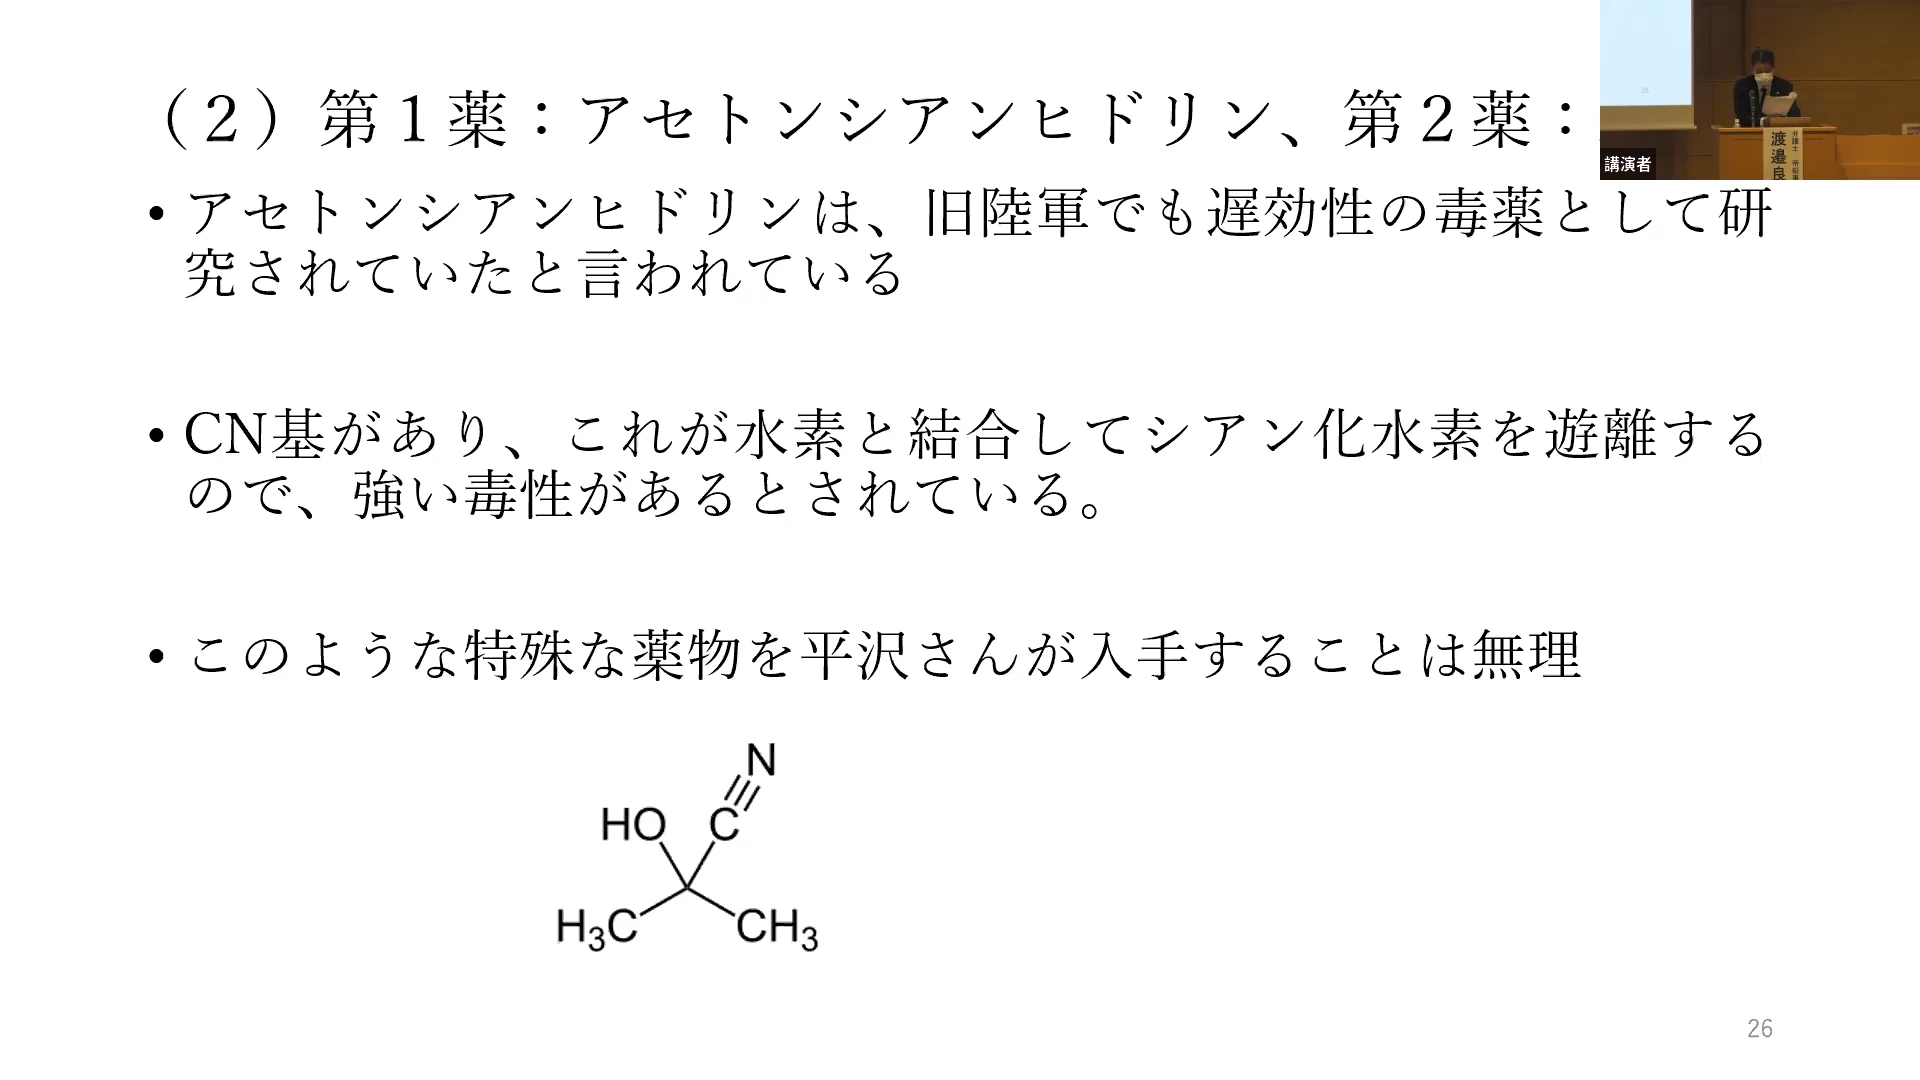 （２）第１薬：アセトンシアンヒドリン、第２薬：
講演者
弁護士
渡邉良
• アセトンシアンヒドリンは、旧陸軍でも遅効性の毒薬として研
究されていたと言われている
• CN基があり、これが水素と結合してシアン化水素を遊離する
ので、強い毒性があるとされている。
• このような特殊な薬物を平沢さんが入手することは無理
N
HO C
H₃C CH₃
26